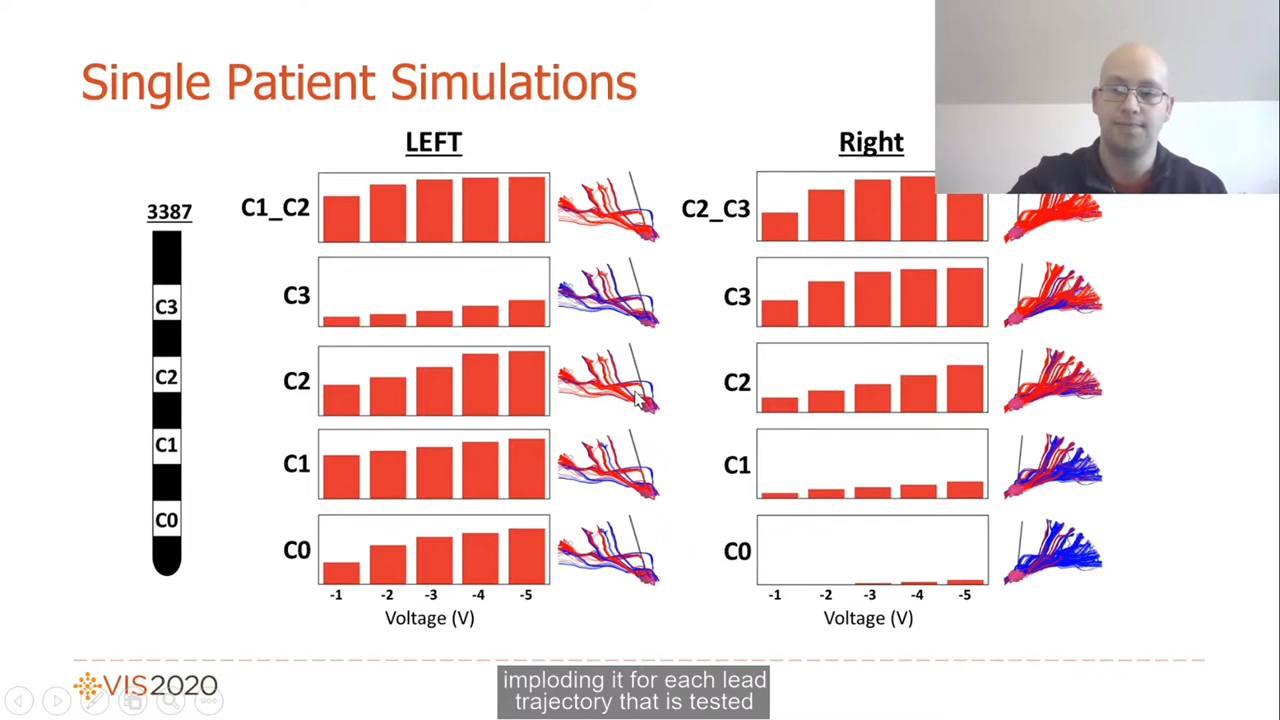 Single Patient Simulations
LEFT
Right
3387
C3
C2
C1
C0
C1_C2
C3
C2
C1
C0
-1 -2 -3 -4 -5
Voltage (V)
C2_C3
C3
C2
C1
C0
-1 -2 -3 -4 -5
Voltage (V)
VIS2020
imploding it for each lead
trajectory that is tested